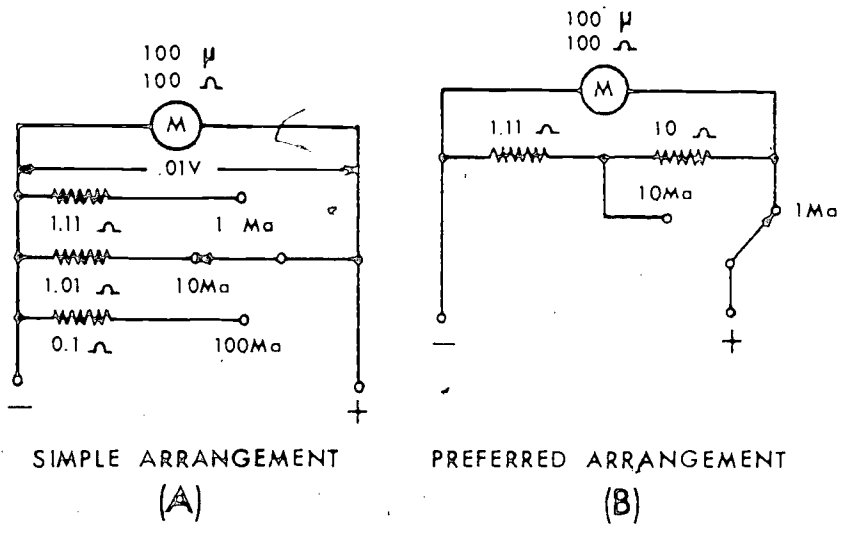 100 μ
100 Ω
M
.01V
1.11 Ω
1 Ma
1.01 Ω
10Ma
0.1 Ω
100Ma
— +
SIMPLE ARRANGEMENT
(A)
100 μ
100 Ω
M
1.11 Ω
10 Ω
10Ma
1Ma
— +
PREFERRED ARRANGEMENT
(B)